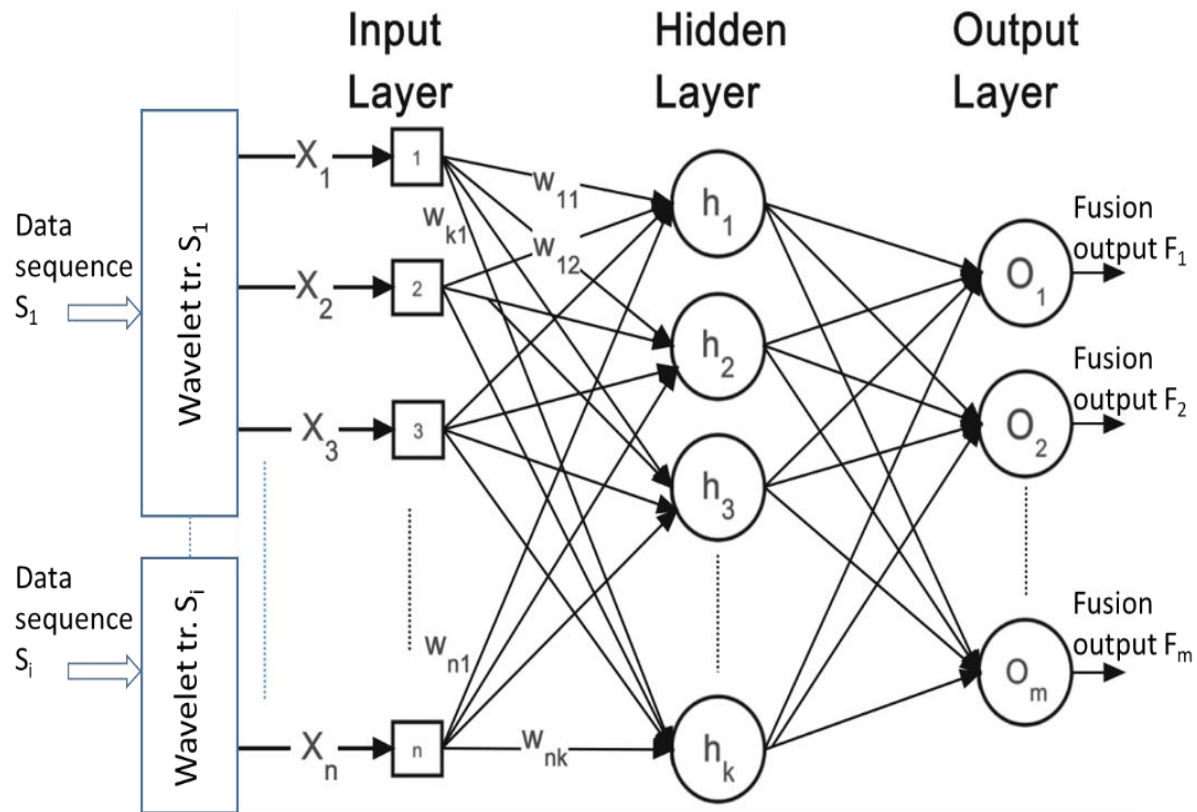 Input
Layer
Hidden
Layer
Output
Layer
Data
sequence
S₁
Wavelet tr. S₁
X₁
X₂
X₃
1
2
3
W₁₁
W₁₂
Wₖ₁
h₁
h₂
h₃
O₁
O₂
Fusion
output F₁
Fusion
output F₂
Data
sequence
Sᵢ
Wavelet tr. Sᵢ
Xₙ
n
Wₙ₁
Wₙₖ
hₖ
Oₘ
Fusion
output Fₘ